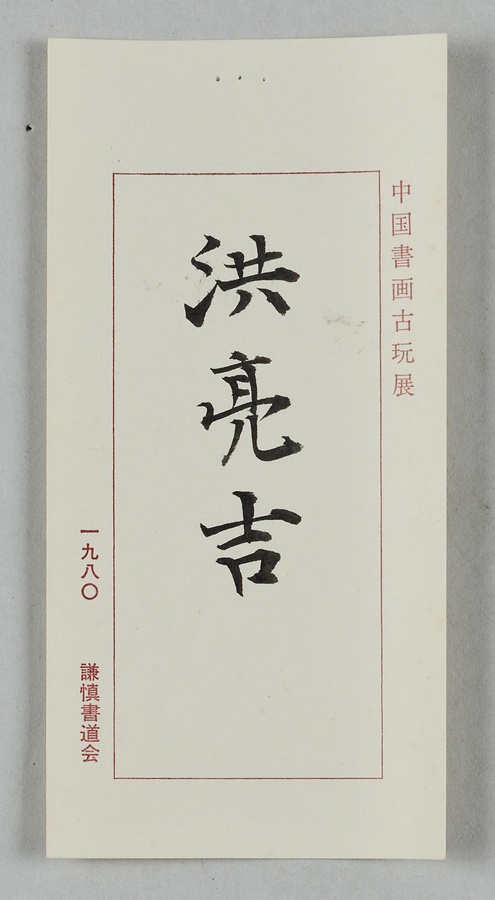 中国書画古玩展
洪亮吉
一九八〇 謙慎書道会